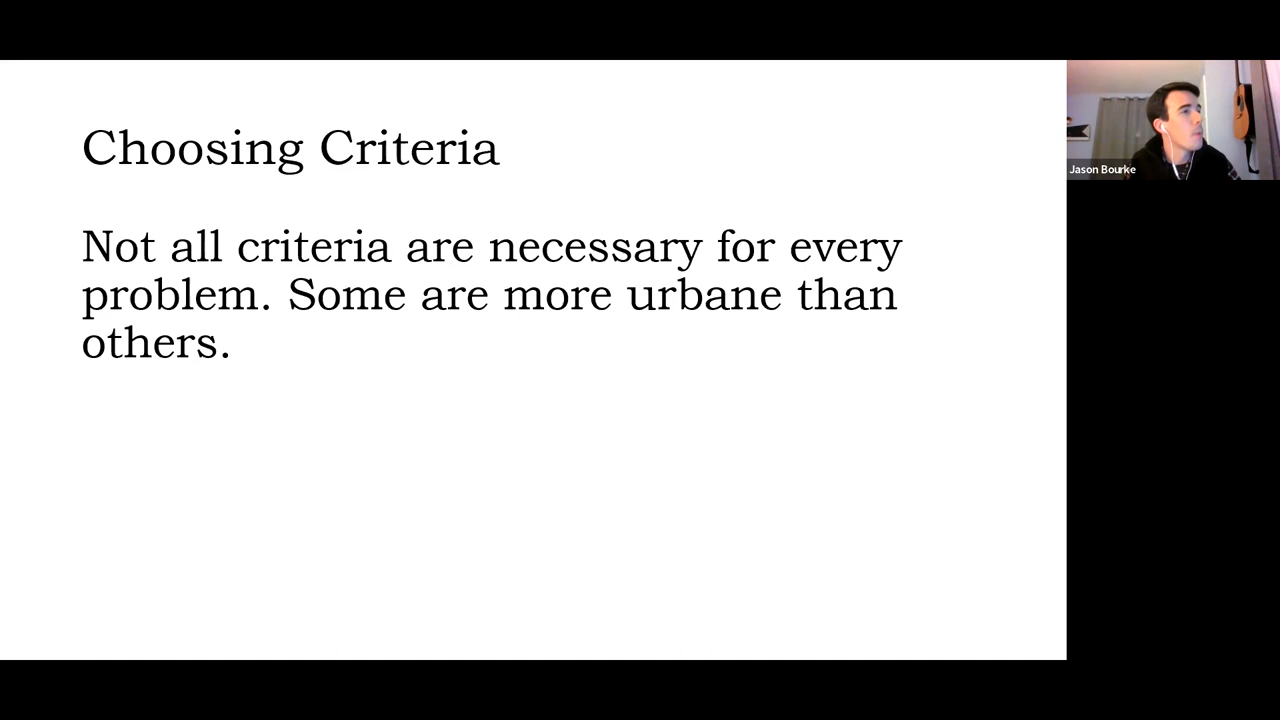 Choosing Criteria
Not all criteria are necessary for every
problem. Some are more urbane than
others.
Jason Bourke